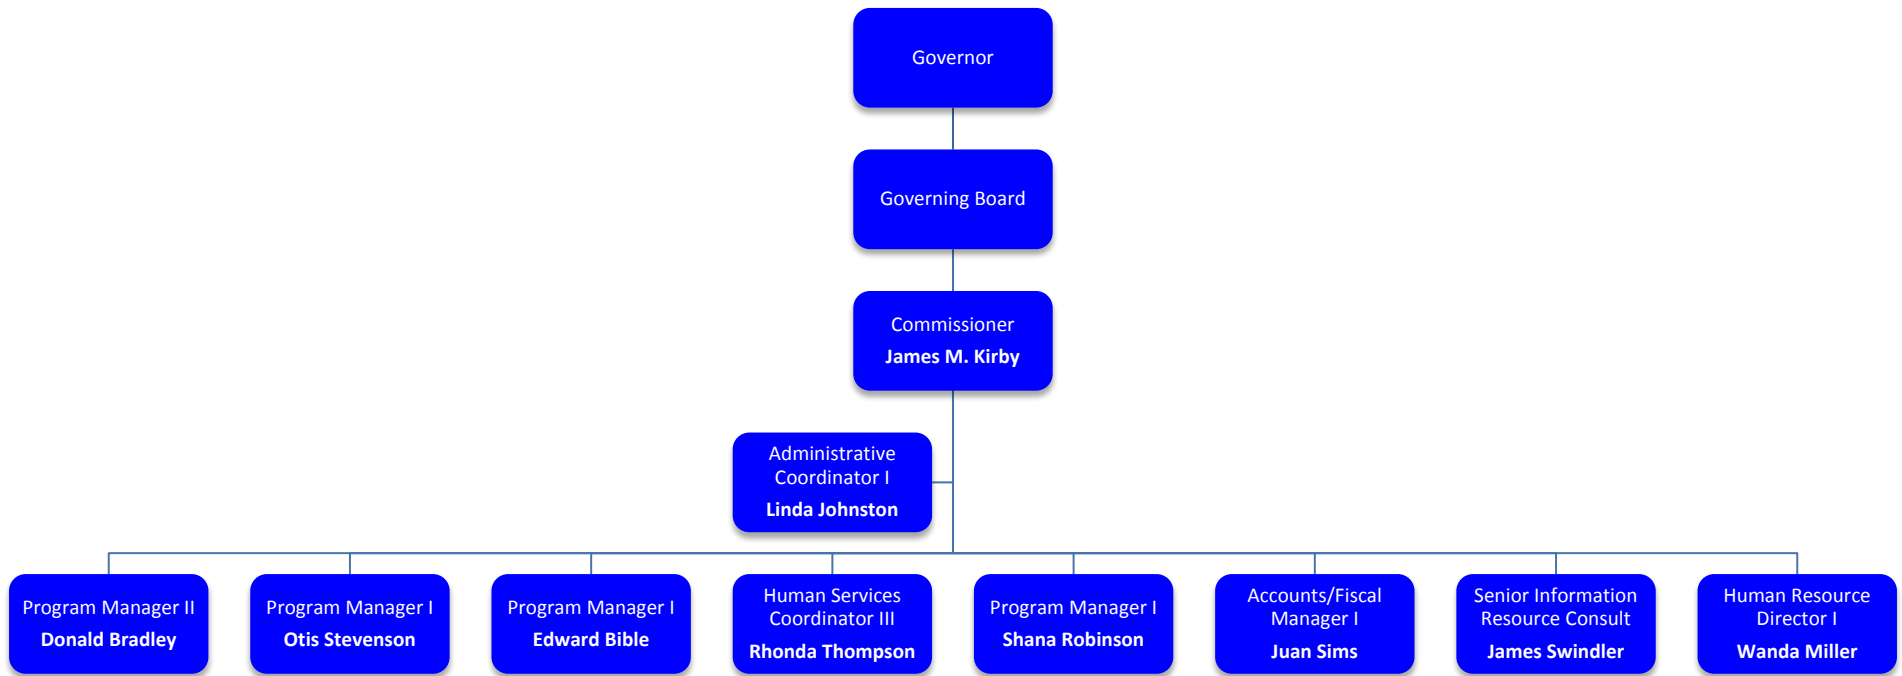 Governor
Governing Board
Commissioner
James M. Kirby
Administrative
Coordinator I
Linda Johnston
Program Manager II
Donald Bradley
Program Manager I
Otis Stevenson
Program Manager I
Edward Bible
Human Services
Coordinator III
Rhonda Thompson
Program Manager I
Shana Robinson
Accounts/Fiscal
Manager I
Juan Sims
Senior Information
Resource Consult
James Swindler
Human Resource
Director I
Wanda Miller